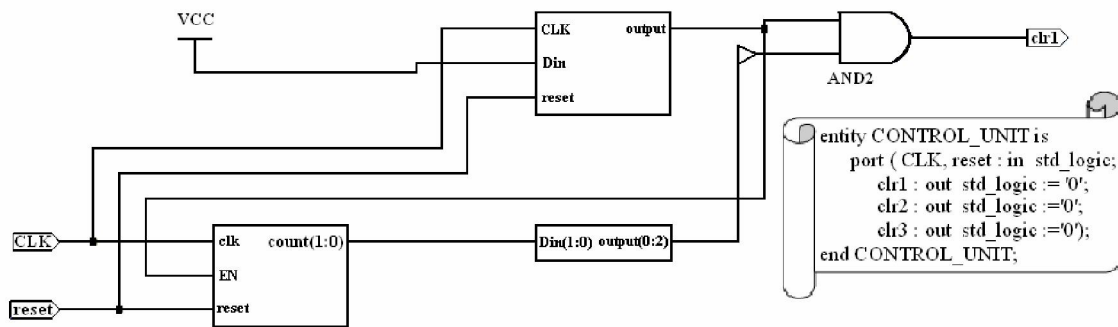 VCC
CLK
output
Din
reset
AND2
clr1
entity CONTROL_UNIT is
port ( CLK, reset : in std_logic;
clr1 : out std_logic := '0';
clr2 : out std_logic :='0';
clr3 : out std_logic :='0');
end CONTROL_UNIT;
CLK
reset
clk
count(1:0)
EN
reset
Din(1:0) output(0:2)